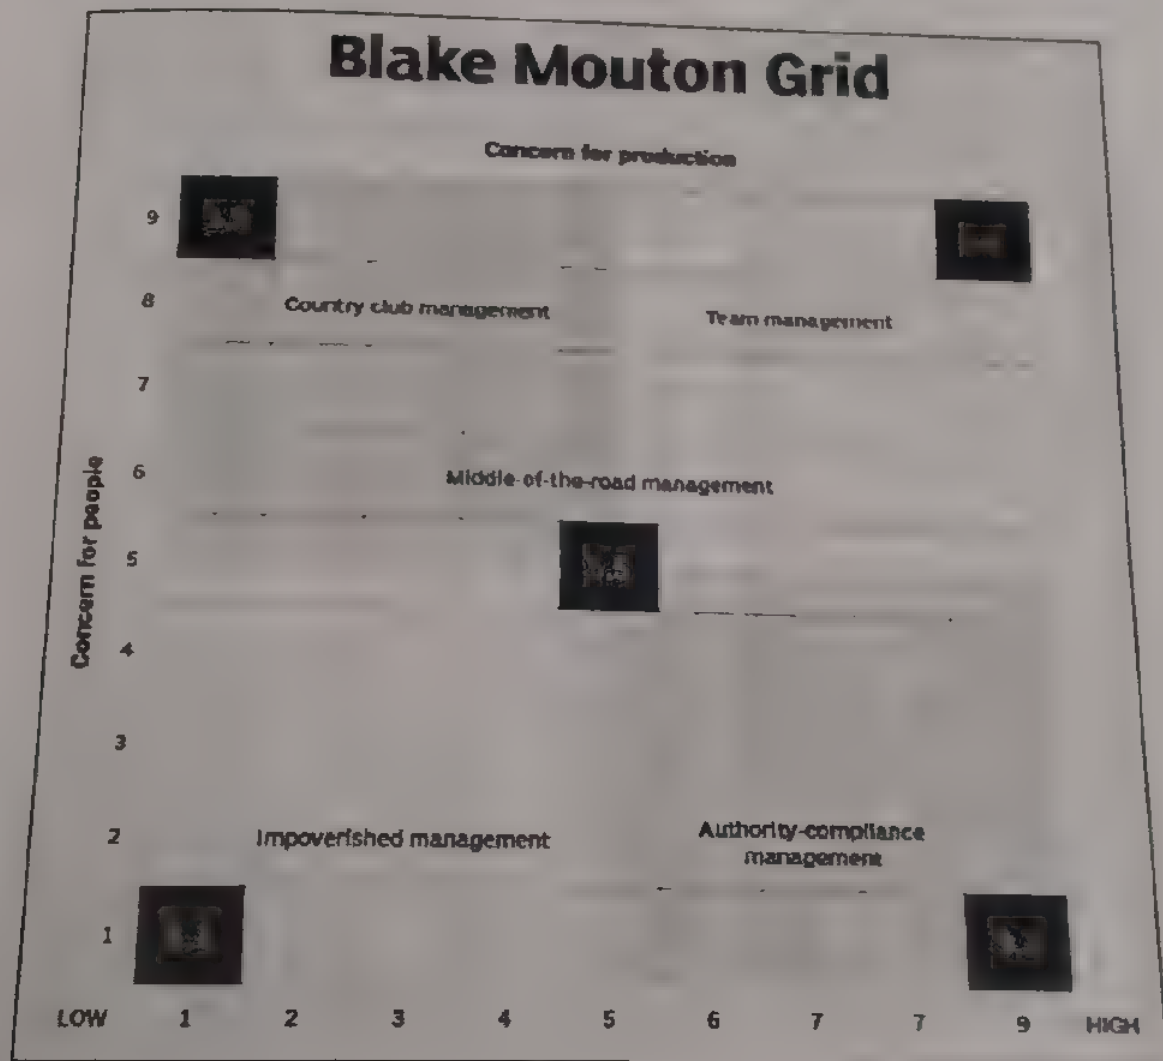 Blake Mouton Grid
Concern for production
9
8
Country club management
Team management
7
6
Middle-of-the-road management
Concern for people
5
4
3
2
Impoverished management
Authority-compliance
management
1
LOW 1 2 3 4 5 6 7 7 9 HIGH